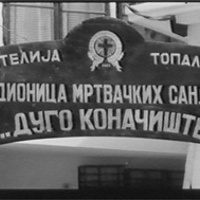 ТЕЛИЈА ТОПАЛ
ДИОНИЦА МРТВАЧКИХ САН
„ДУГО КОНАЧИШТЕ